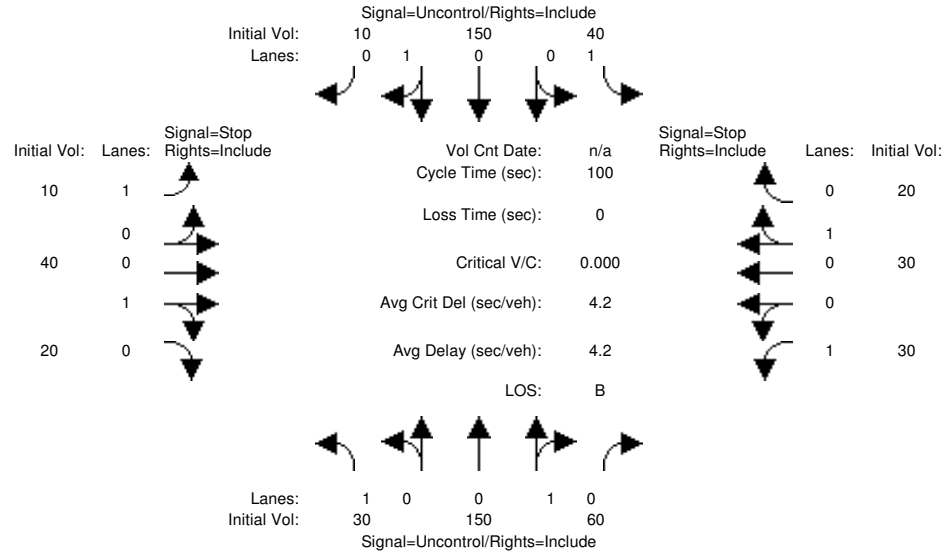 Signal=Uncontrol/Rights=Include
Initial Vol: 10 150 40
Lanes: 0 1 0 0 1
Signal=Stop Signal=Stop
Initial Vol: Lanes: Rights=Include Vol Cnt Date: n/a Rights=Include Lanes: Initial Vol:
Cycle Time (sec): 100
10 1 0 20
Loss Time (sec): 0
0 1
40 0 Critical V/C: 0.000 0 30
1 Avg Crit Del (sec/veh): 4.2 0
20 0 Avg Delay (sec/veh): 4.2 1 30
LOS: B
Lanes: 1 0 0 1 0
Initial Vol: 30 150 60
Signal=Uncontrol/Rights=Include